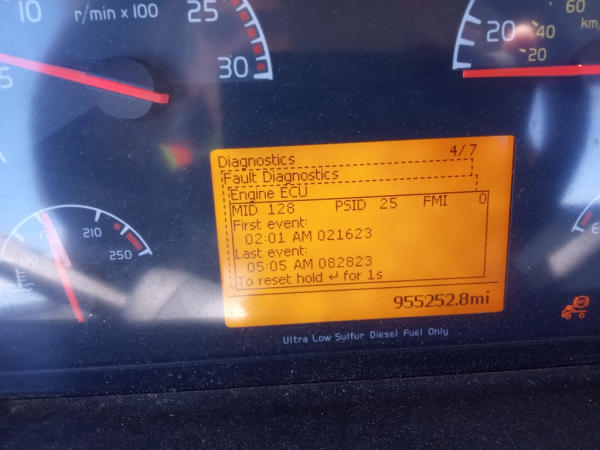 10 r/min x 100 25
5 30
20 60
40 km/
20
Diagnostics 4/7
Fault Diagnostics
Engine ECU
MID 128 PSID 25 FMI 0
First event:
02:01 AM 021623
Last event:
05:05 AM 082823
To reset hold ↵ for 1s
955252.8mi
210
250
E
Ultra Low Sulfur Diesel Fuel Only